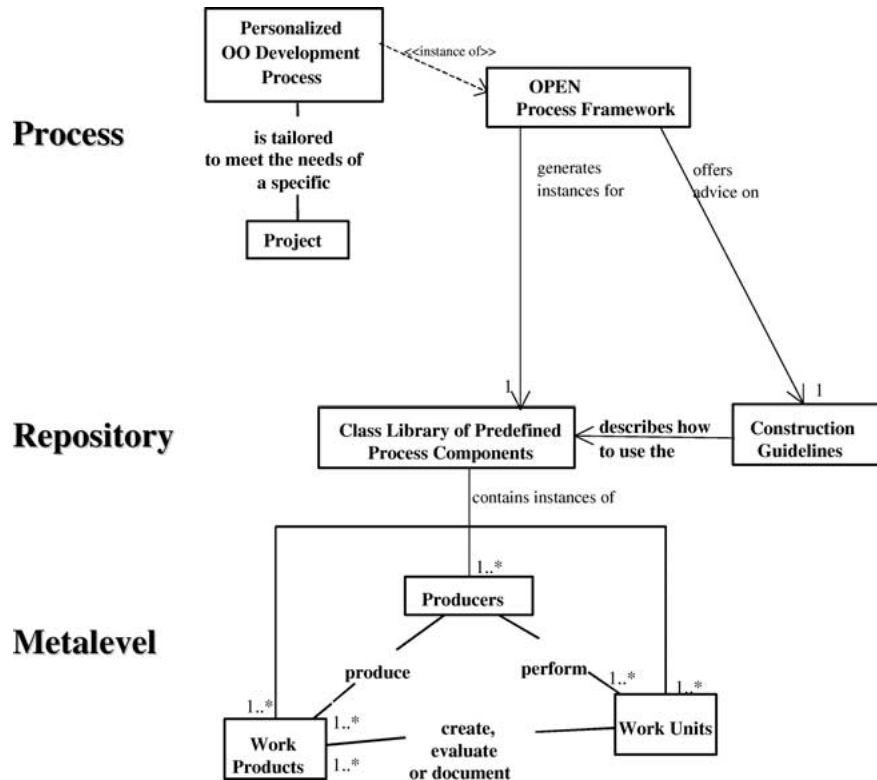 Personalized
OO Development
Process
<<instance of>>
OPEN
Process Framework
Process
is tailored
to meet the needs of
a specific
generates
instances for
offers
advice on
Project
1
1
Repository
Class Library of Predefined
Process Components
describes how
to use the
Construction
Guidelines
contains instances of
1..*
Producers
Metalevel
produce
perform
1..*
1..*
1..*
1..*
Work
Products
1..*
create,
evaluate
or document
Work Units